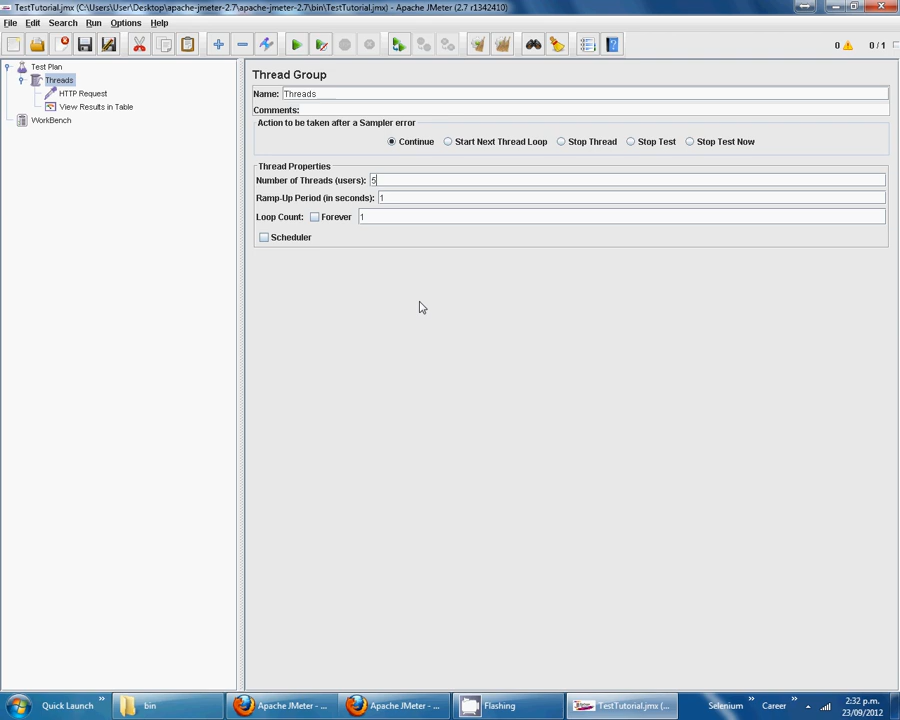 TestTutorial.jmx (C:\Users\User\Desktop\apache-jmeter-2.7\apache-jmeter-2.7\bin\TestTutorial.jmx) - Apache JMeter (2.7 r1342410)
File Edit Search Run Options Help
0 0 / 1
Test Plan
Threads
HTTP Request
View Results in Table
WorkBench
Thread Group
Name: Threads
Comments:
Action to be taken after a Sampler error
Continue Start Next Thread Loop Stop Thread Stop Test Stop Test Now
Thread Properties
Number of Threads (users): 5
Ramp-Up Period (in seconds): 1
Loop Count: Forever 1
Scheduler
Quick Launch » bin Apache JMeter - ... Apache JMeter - ... Flashing TestTutorial.jmx (... Selenium » Career » 2:32 p.m.
23/09/2012